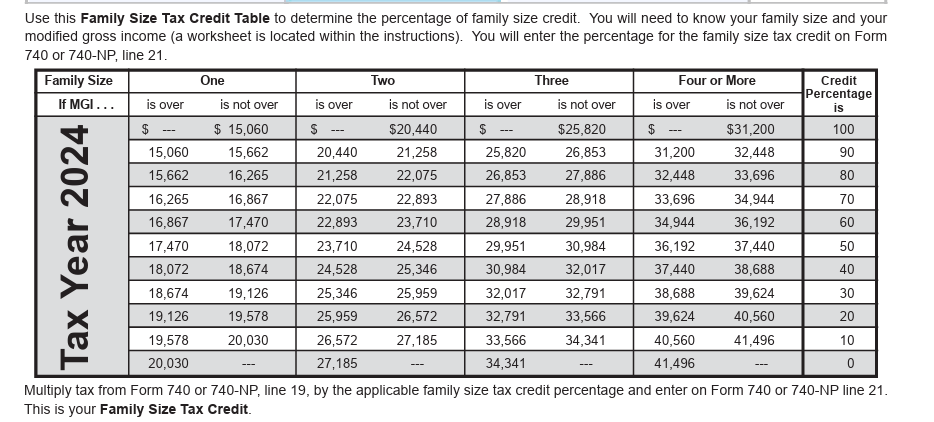 Use this Family Size Tax Credit Table to determine the percentage of family size credit. You will need to know your family size and your
modified gross income (a worksheet is located within the instructions). You will enter the percentage for the family size tax credit on Form
740 or 740-NP, line 21.
Family Size One Two Three Four or More Credit Percentage is
If MGI . . . is over is not over is over is not over is over is not over is over is not over
Tax Year 2024
$ --- $ 15,060 $ --- $20,440 $ --- $25,820 $ --- $31,200 100
15,060 15,662 20,440 21,258 25,820 26,853 31,200 32,448 90
15,662 16,265 21,258 22,075 26,853 27,886 32,448 33,696 80
16,265 16,867 22,075 22,893 27,886 28,918 33,696 34,944 70
16,867 17,470 22,893 23,710 28,918 29,951 34,944 36,192 60
17,470 18,072 23,710 24,528 29,951 30,984 36,192 37,440 50
18,072 18,674 24,528 25,346 30,984 32,017 37,440 38,688 40
18,674 19,126 25,346 25,959 32,017 32,791 38,688 39,624 30
19,126 19,578 25,959 26,572 32,791 33,566 39,624 40,560 20
19,578 20,030 26,572 27,185 33,566 34,341 40,560 41,496 10
20,030 --- 27,185 --- 34,341 --- 41,496 --- 0
Multiply tax from Form 740 or 740-NP, line 19, by the applicable family size tax credit percentage and enter on Form 740 or 740-NP line 21.
This is your Family Size Tax Credit.